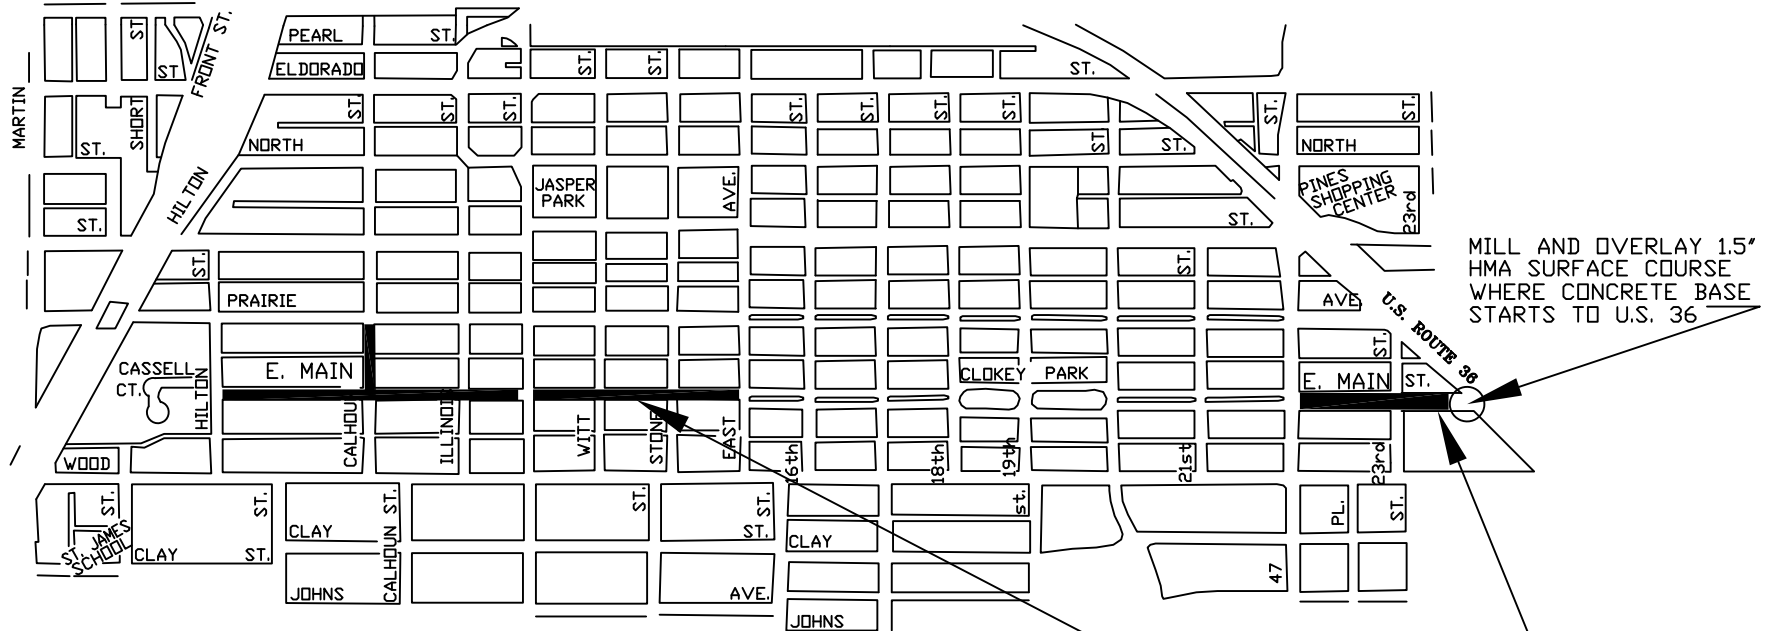 PEARL ST.
ST
ST
FRONT ST.
ELDORADO
ST.
ST.
ST.
MARTIN
SHORT
ST.
ST.
ST.
ST.
ST.
ST.
ST.
ST.
ST.
ST.
NORTH
ST.
ST.
NORTH
HILTON
JASPER
PARK
AVE.
PINES
SHOPPING
CENTER
23rd
ST.
ST.
ST.
ST.
PRAIRIE
AVE
MILL AND OVERLAY 1.5"
HMA SURFACE COURSE
WHERE CONCRETE BASE
STARTS TO U.S. 36
U.S. ROUTE 36
CASSELL
CT.
HILTON
E. MAIN
CLOKEY PARK
ST.
E. MAIN ST.
CALHOU
ILLINOI
WITT
STONE
EAST
16th
18th
19th
21st
23rd
WOOD
ST.
ST.
ST.
ST.
ST.
st.
PL.
ST.
ST. JAMES
SCHOOL
CLAY ST.
CLAY
CALHOUN ST.
ST.
CLAY
JOHNS
AVE.
JOHNS
47